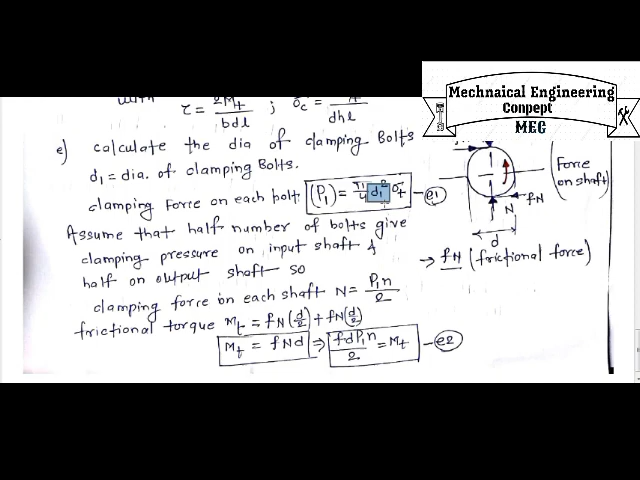 Mechnaical Engineering
Conpept
MEC
with τ = 2Mt / bdl ; σc = / dhl
e) calculate the dia of clamping Bolts
d₁ = dia. of clamping Bolts.
clamping Force on each bolt (P₁) = π/4 d₁² σt — e1
Assume that half number of bolts give
clamping pressure on input shaft &
half on output shaft so
clamping force on each shaft N = P₁n / 2
frictional torque Mt = fN(d/2) + fN(d/2)
Mt = fNd ⇒ fdP₁n / 2 = Mt — e2
(Force on shaft)
fN
N
d
→ fN (frictional force)